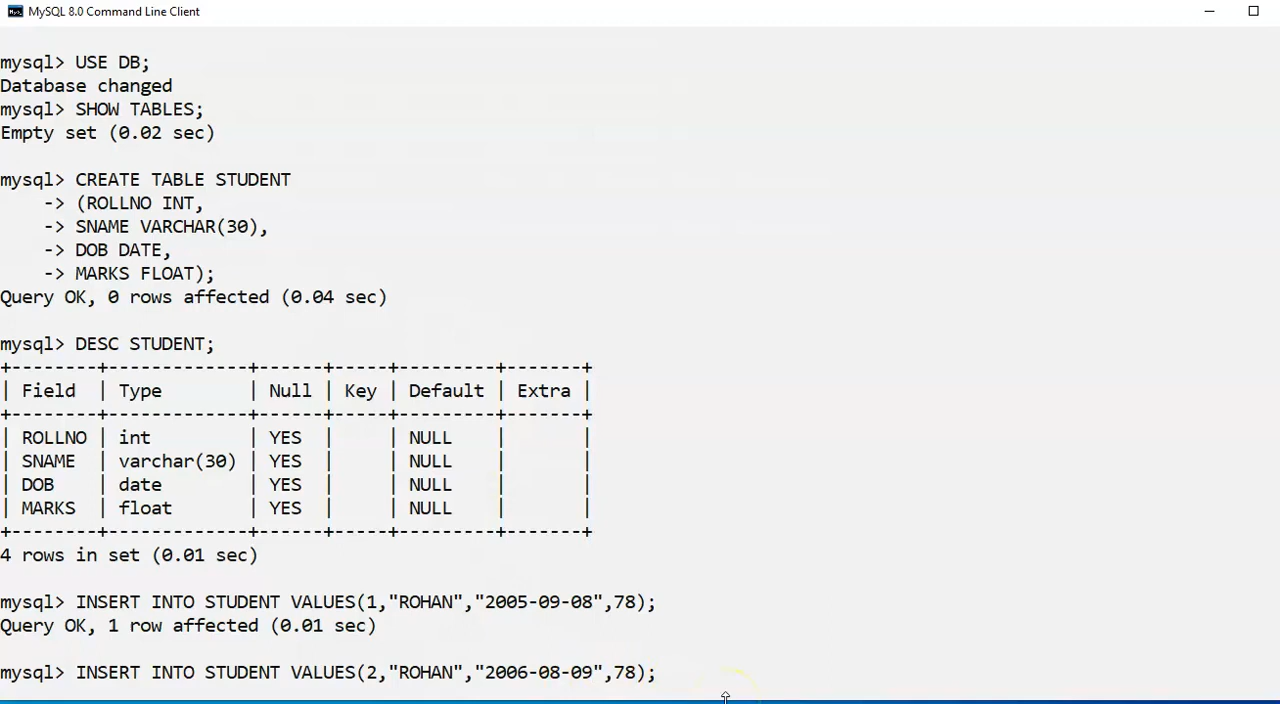 MySQL 8.0 Command Line Client
mysql> USE DB;
Database changed
mysql> SHOW TABLES;
Empty set (0.02 sec)
mysql> CREATE TABLE STUDENT
    -> (ROLLNO INT,
    -> SNAME VARCHAR(30),
    -> DOB DATE,
    -> MARKS FLOAT);
Query OK, 0 rows affected (0.04 sec)
mysql> DESC STUDENT;
+--------+-------------+------+-----+---------+-------+
| Field  | Type        | Null | Key | Default | Extra |
+--------+-------------+------+-----+---------+-------+
| ROLLNO | int         | YES  |     | NULL    |       |
| SNAME  | varchar(30) | YES  |     | NULL    |       |
| DOB    | date        | YES  |     | NULL    |       |
| MARKS  | float       | YES  |     | NULL    |       |
+--------+-------------+------+-----+---------+-------+
4 rows in set (0.01 sec)
mysql> INSERT INTO STUDENT VALUES(1,"ROHAN","2005-09-08",78);
Query OK, 1 row affected (0.01 sec)
mysql> INSERT INTO STUDENT VALUES(2,"ROHAN","2006-08-09",78);